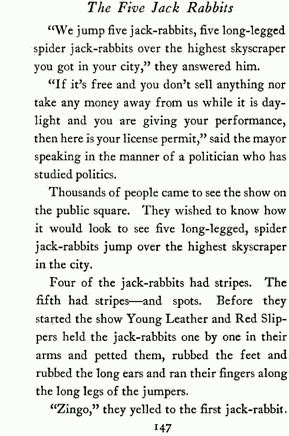 The Five Jack Rabbits
“We jump five jack-rabbits, five long-legged
spider jack-rabbits over the highest skyscraper
you got in your city,” they answered him.
“If it’s free and you don’t sell anything nor
take any money away from us while it is day-
light and you are giving your performance,
then here is your license permit,” said the mayor
speaking in the manner of a politician who has
studied politics.
Thousands of people came to see the show on
the public square. They wished to know how
it would look to see five long-legged, spider
jack-rabbits jump over the highest skyscraper
in the city.
Four of the jack-rabbits had stripes. The
fifth had stripes—and spots. Before they
started the show Young Leather and Red Slip-
pers held the jack-rabbits one by one in their
arms and petted them, rubbed the feet and
rubbed the long ears and ran their fingers along
the long legs of the jumpers.
“Zingo,” they yelled to the first jack-rabbit.
147